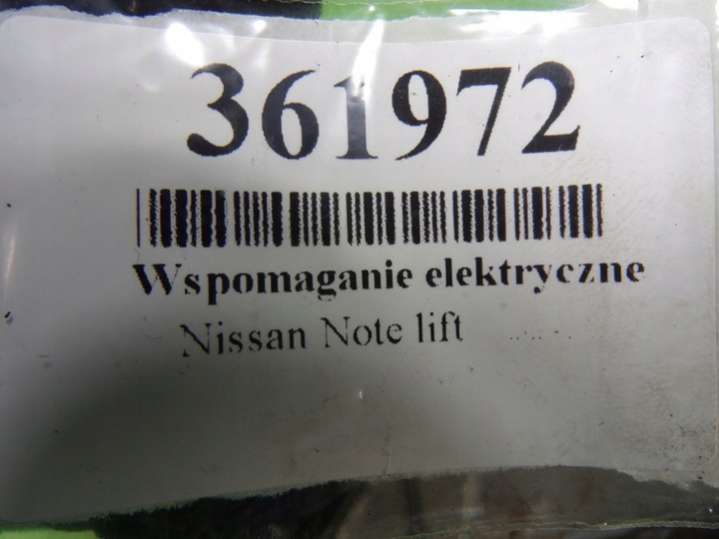 361972
Wspomaganie elektryczne
Nissan Note lift